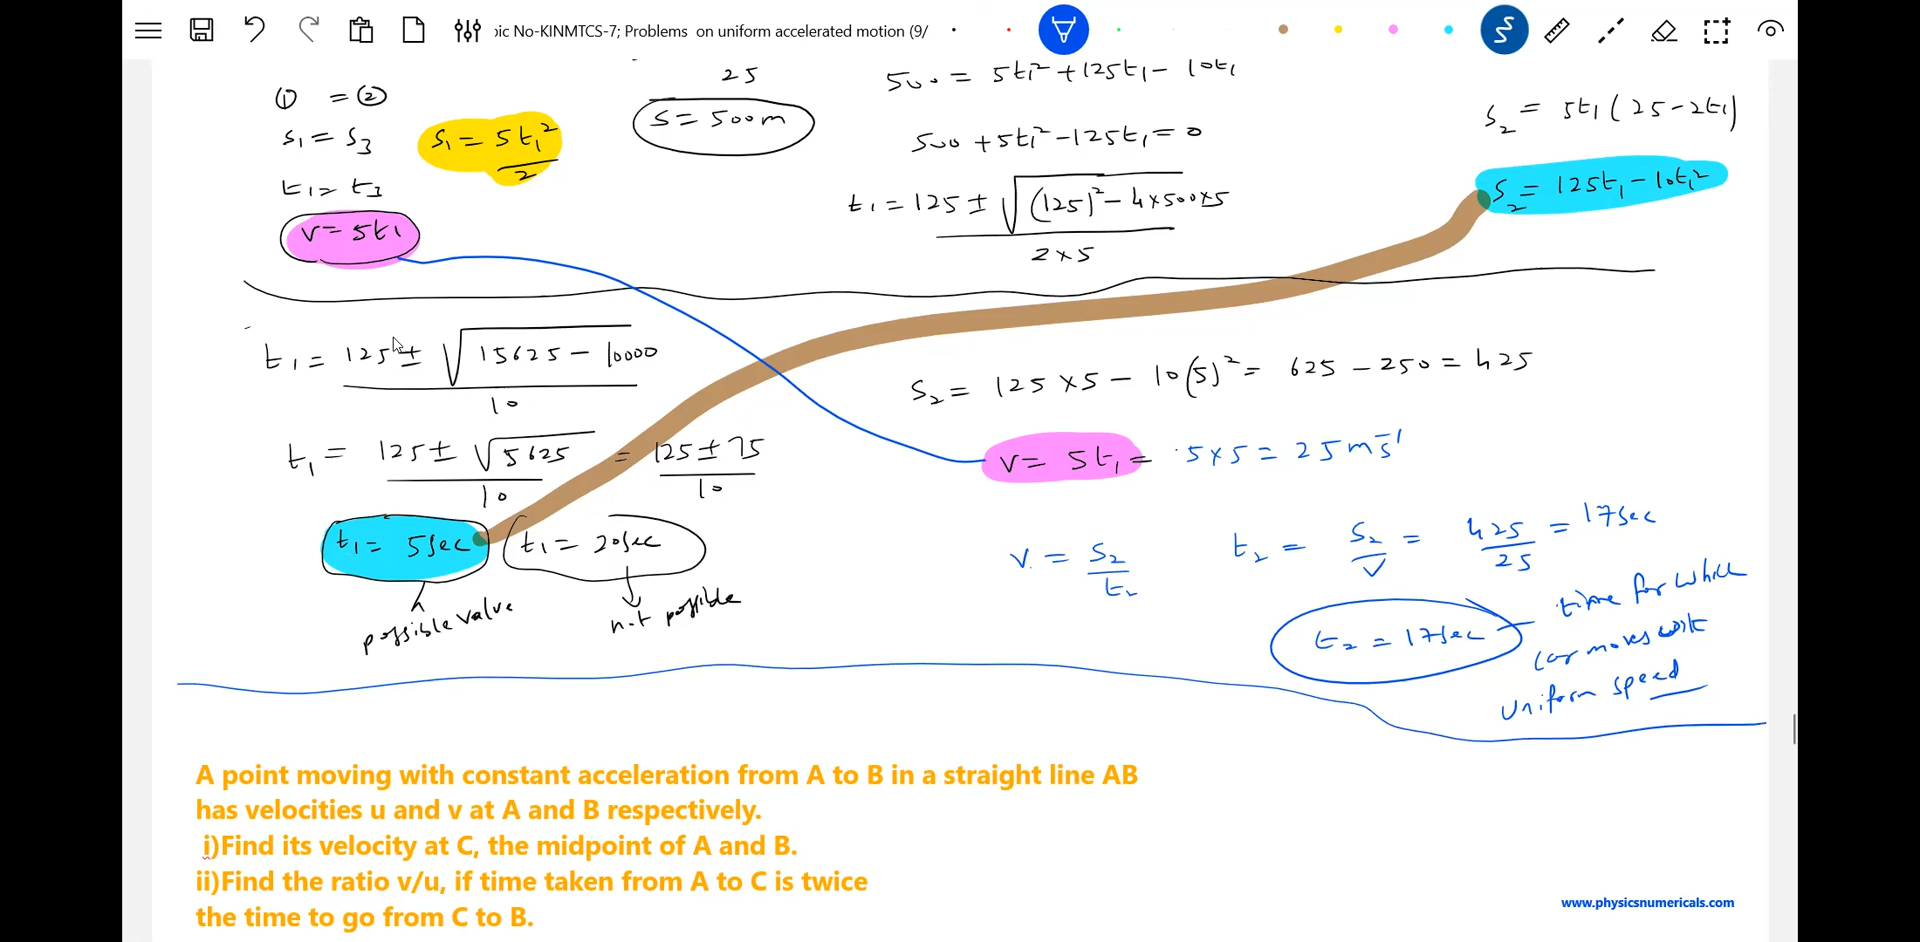 pic No-KINMTCS-7; Problems on uniform accelerated motion (9/
① = ②
s₁ = s₃
t₁ = t₃
v = 5t₁
s₁ = 5t₁²/2
25
s = 500m
500 = 5t₁² + 125t₁ - 10t₁
500 + 5t₁² - 125t₁ = 0
t₁ = 125 ± √((125)² - 4×500×5) / 2×5
s₂ = 5t₁(25 - 2t₁)
s₂ = 125t₁ - 10t₁²
t₁ = 125 ± √(15625 - 10000) / 10
t₁ = 125 ± √5625 / 10 = 125 ± 75 / 10
t₁ = 5sec
t₁ = 20sec
possible value
not possible
s₂ = 125×5 - 10(5)² = 625 - 250 = 425
v = 5t₁ = 5×5 = 25ms⁻¹
v = s₂/t₂
t₂ = s₂/v = 425/25 = 17sec
t₂ = 17sec
time for which
car moves with
uniform speed
A point moving with constant acceleration from A to B in a straight line AB
has velocities u and v at A and B respectively.
i)Find its velocity at C, the midpoint of A and B.
ii)Find the ratio v/u, if time taken from A to C is twice
the time to go from C to B.
www.physicsnumericals.com